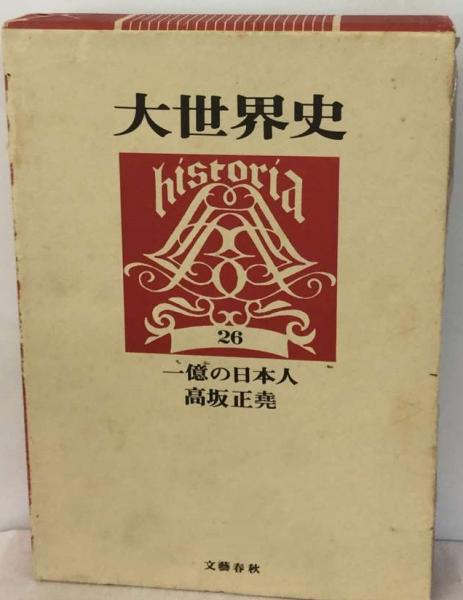 大世界史
historia
26
一億の日本人
高坂正堯
文藝春秋